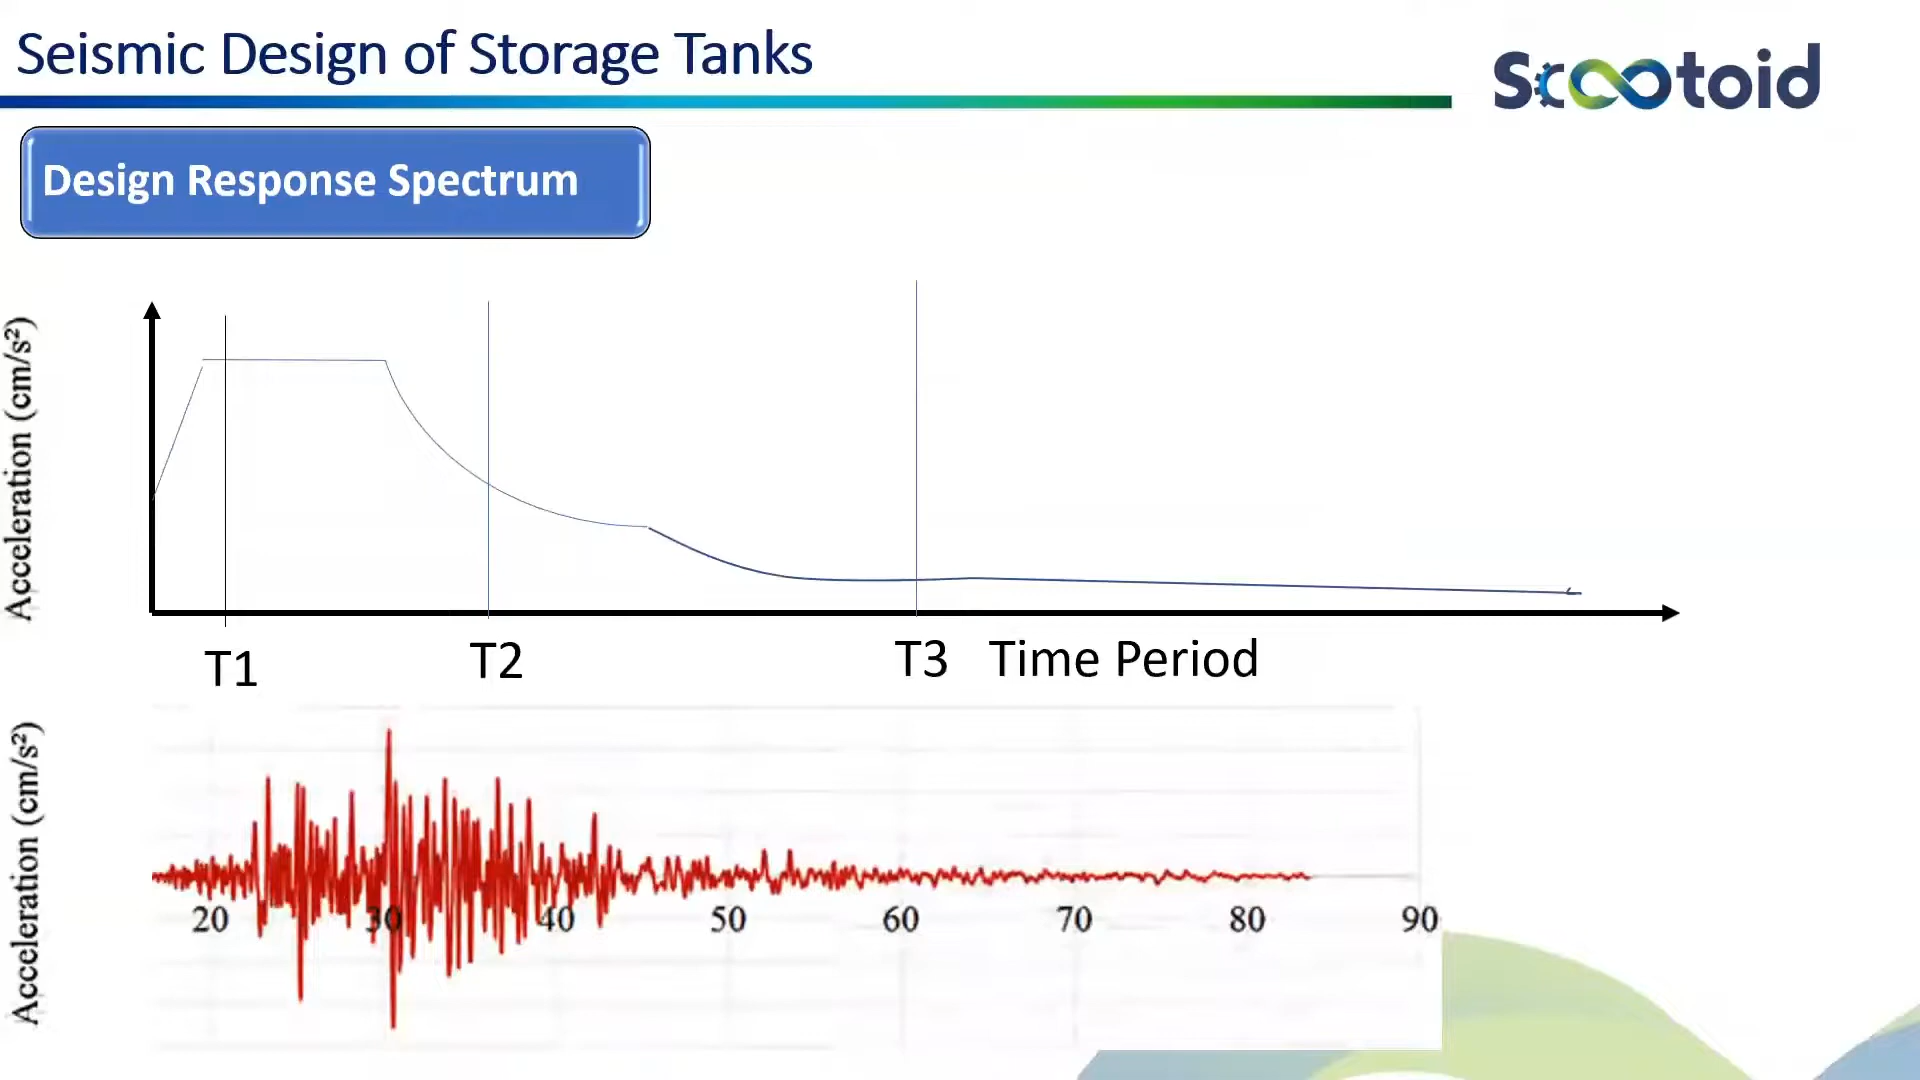 Seismic Design of Storage Tanks
Scootoid
Design Response Spectrum
Acceleration (cm/s²)
T1
T2
T3
Time Period
Acceleration (cm/s²)
20 30 40 50 60 70 80 90